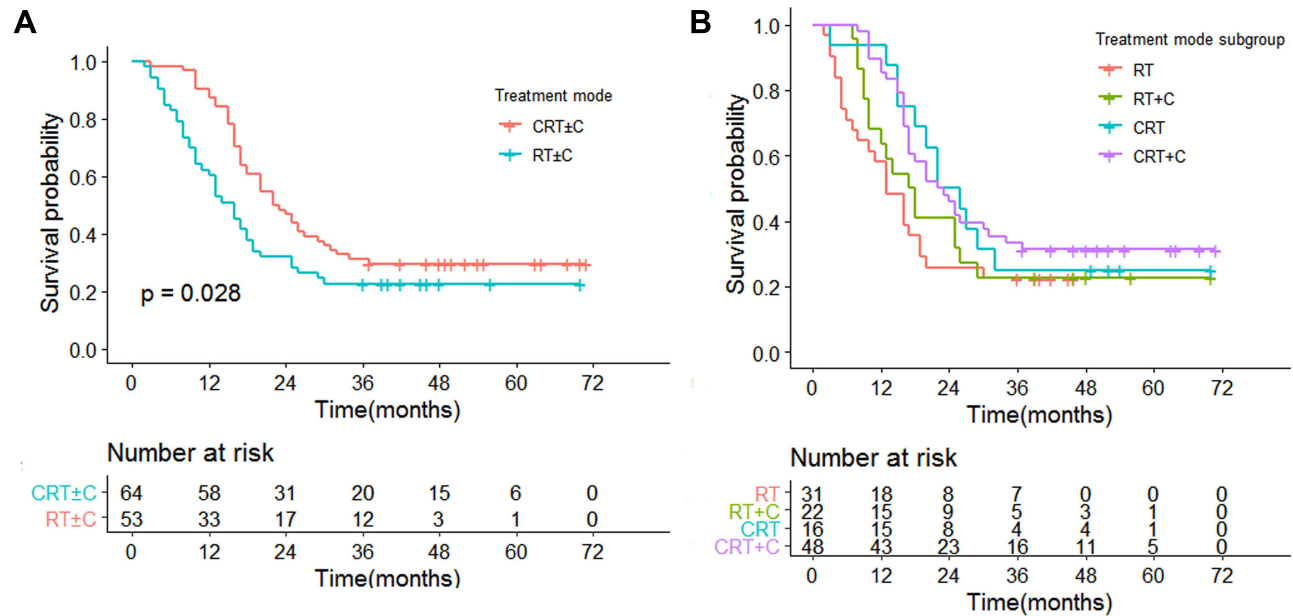 A
1.0
0.8
0.6
0.4
0.2
0.0
Survival probability
Treatment mode
CRT±C
RT±C
p = 0.028
0 12 24 36 48 60 72
Time(months)
Number at risk
CRT±C 64 58 31 20 15 6 0
RT±C 53 33 17 12 3 1 0
0 12 24 36 48 60 72
Time(months)
B
1.0
0.8
0.6
0.4
0.2
0.0
Survival probability
Treatment mode subgroup
RT
RT+C
CRT
CRT+C
0 12 24 36 48 60 72
Time(months)
Number at risk
RT 31 18 8 7 0 0 0
RT+C 22 15 9 5 3 1 0
CRT 16 15 8 4 4 1 0
CRT+C 48 43 23 16 11 5 0
0 12 24 36 48 60 72
Time(months)